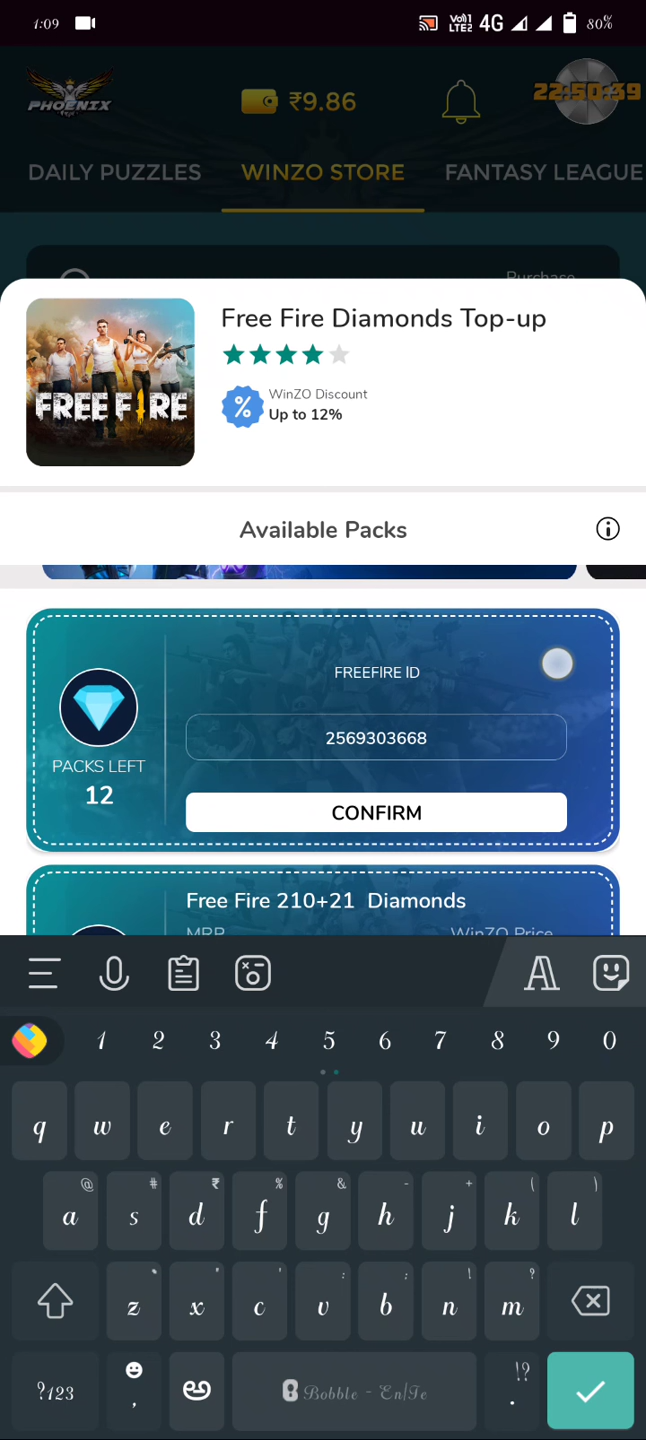 1:09 Vo)) 1 LTE2 4G 80%
PHOENIX ₹9.86 22:50:39
DAILY PUZZLES WINZO STORE FANTASY LEAGUE
Purchase
Free Fire Diamonds Top-up
WinZO Discount
Up to 12%
FREE FIRE
Available Packs
FREEFIRE ID
2569303668
PACKS LEFT
12
CONFIRM
Free Fire 210+21 Diamonds
MRP WinZO Price
1 2 3 4 5 6 7 8 9 0
q w e r t y u i o p
@ # ₹ % & - + ( )
a s d f g h j k l
" ' : ; ! ?
z x c v b n m
?123 , అ Bobble - En|Te !? .